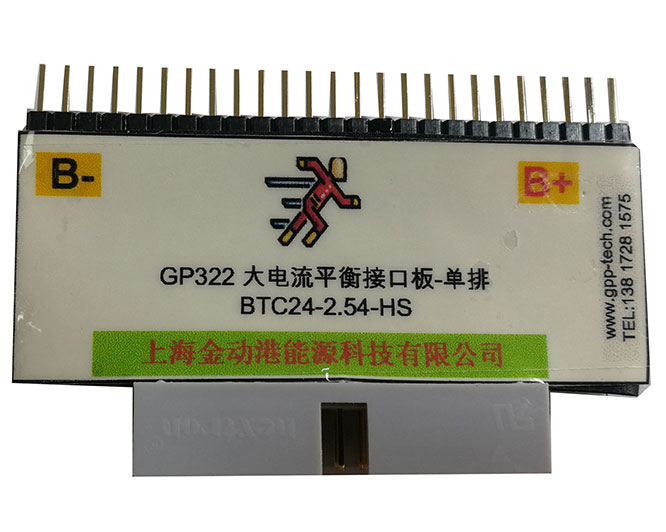 B-
B+
GP322 大电流平衡接口板-单排
BTC24-2.54-HS
上海金动港能源科技有限公司
www.gpp-tech.com
TEL:138 1728 1575
nextron